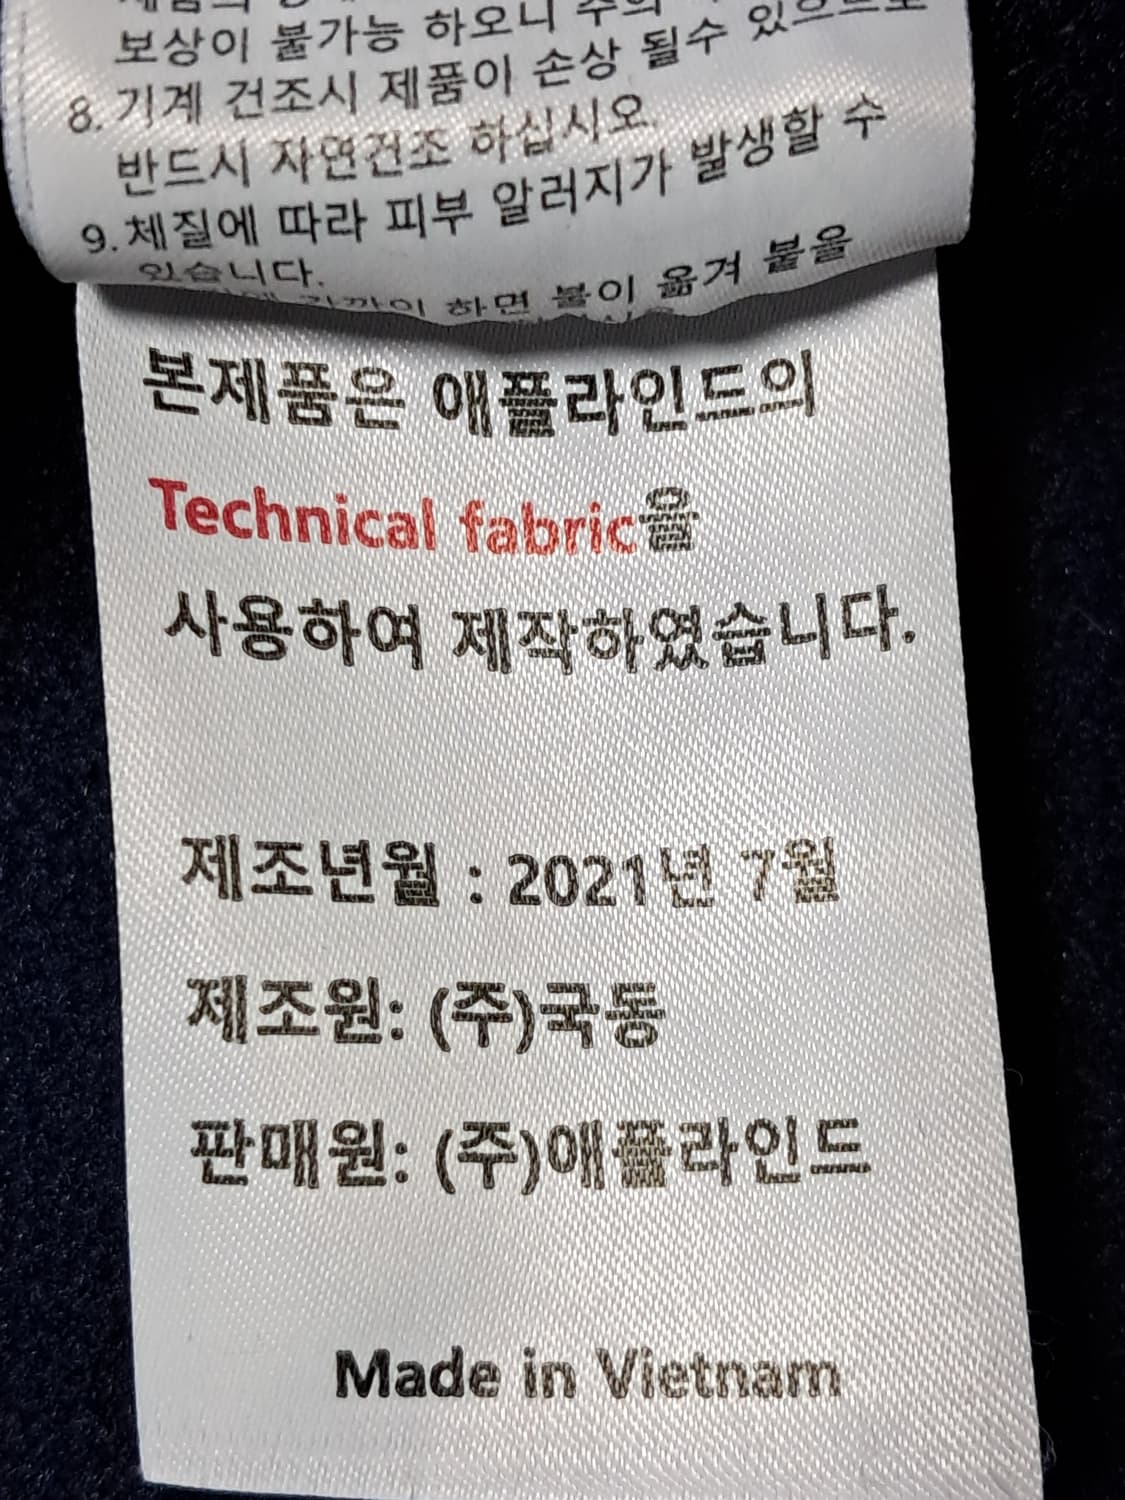 보상이 불가능 하오니 주의
8. 기계 건조시 제품이 손상 될수 있으므로
반드시 자연건조 하십시오.
9. 체질에 따라 피부 알러지가 발생할 수
있습니다.
가까이 하면 불이 옮겨 붙을
본제품은 애플라인드의
Technical fabric을
사용하여 제작하였습니다.
제조년월 : 2021년 7월
제조원: (주)국동
판매원: (주)애플라인드
Made in Vietnam